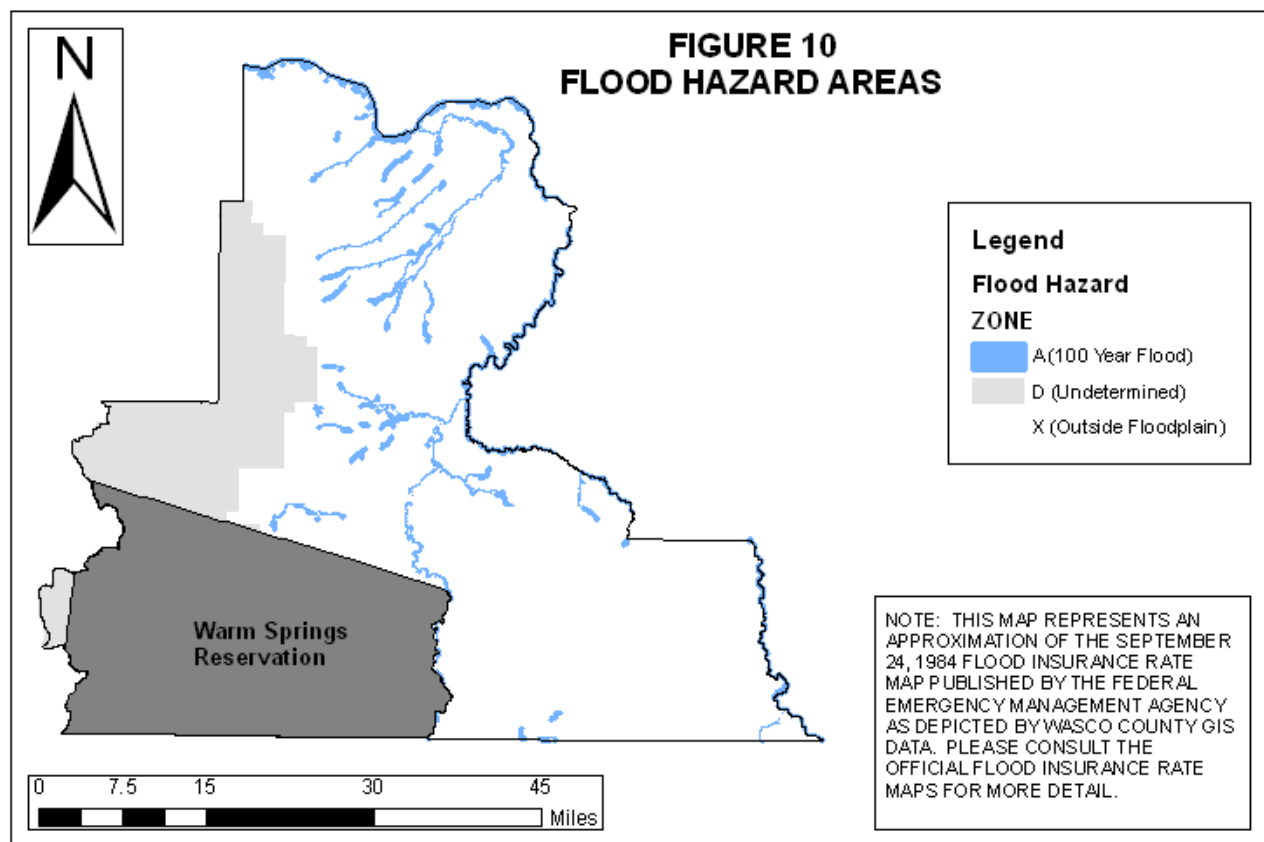 N
FIGURE 10
FLOOD HAZARD AREAS
Legend
Flood Hazard
ZONE
A (100 Year Flood)
D (Undetermined)
X (Outside Floodplain)
Warm Springs
Reservation
NOTE: THIS MAP REPRESENTS AN
APPROXIMATION OF THE SEPTEMBER
24, 1984 FLOOD INSURANCE RATE
MAP PUBLISHED BY THE FEDERAL
EMERGENCY MANAGEMENT AGENCY
AS DEPICTED BY WASCO COUNTY GIS
DATA. PLEASE CONSULT THE
OFFICIAL FLOOD INSURANCE RATE
MAPS FOR MORE DETAIL.
0 7.5 15 30 45
Miles